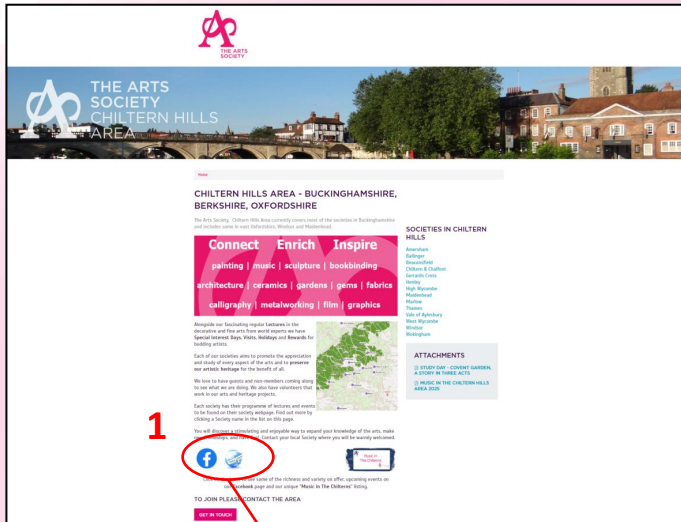 THE ARTS
SOCIETY
THE ARTS
SOCIETY
CHILTERN HILLS
AREA
Home
CHILTERN HILLS AREA - BUCKINGHAMSHIRE,
BERKSHIRE, OXFORDSHIRE
The Arts Society Chiltern Hills Area currently covers most of the societies in Buckinghamshire
and includes some in east Oxfordshire, Windsor and Maidenhead.
Connect Enrich Inspire
painting | music | sculpture | bookbinding
architecture | ceramics | gardens | gems | fabrics
calligraphy | metalworking | film | graphics
Alongside our fascinating regular Lectures in the
decorative and fine arts from world experts we have
Special Interest Days, Visits, Holidays and Rewards for
budding artists.
Each of our societies aims to promote the appreciation
and study of every aspect of the arts and to preserve
our artistic heritage for the benefit of all.
We love to have guests and non-members coming along
to see what we are doing. We also have volunteers that
work in our arts and heritage projects.
Each society has their programme of lectures and events
to be found on their society webpage. Find out more by
clicking a Society name in the list on this page.
You will discover a stimulating and enjoyable way to expand your knowledge of the arts, make
Contact your local Society where you will be warmly welcomed.
1
Music in
The Chilterns
see some of the richness and variety on offer, upcoming events on
our Facebook page and our unique "Music in The Chilterns" listing.
TO JOIN PLEASE CONTACT THE AREA
GET IN TOUCH
SOCIETIES IN CHILTERN
HILLS
Amersham
Ballinger
Beaconsfield
Chiltern & Chalfont
Gerrards Cross
Henley
High Wycombe
Maidenhead
Marlow
Thames
Vale of Aylesbury
West Wycombe
Windsor
Wokingham
ATTACHMENTS
STUDY DAY - COVENT GARDEN,
A STORY IN THREE ACTS
MUSIC IN THE CHILTERN HILLS
AREA 2025